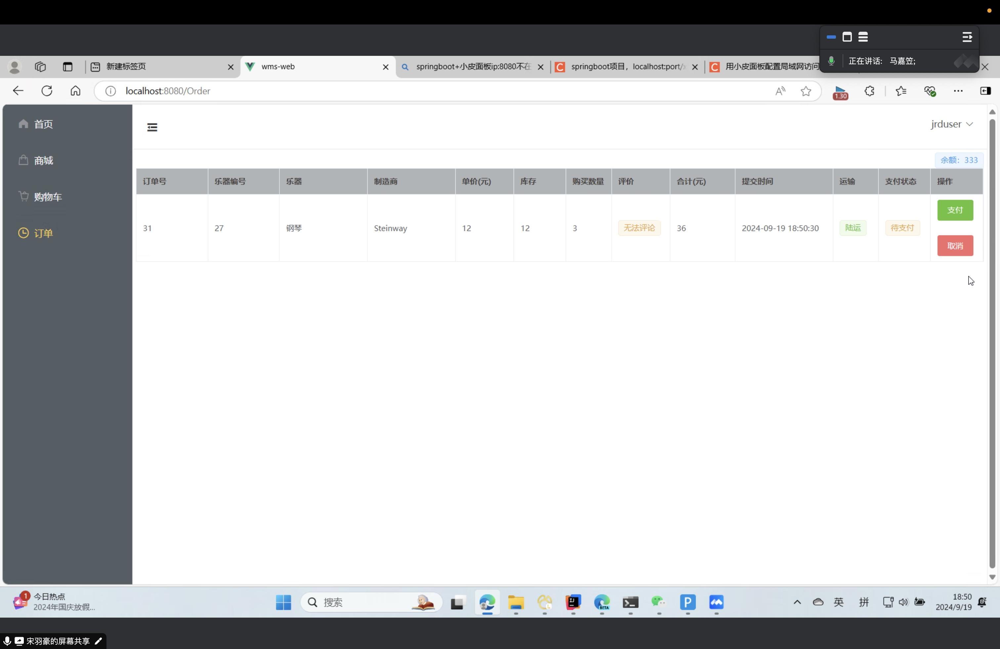 正在讲话: 马嘉笠;
新建标签页
wms-web
springboot+小皮面板ip:8080不在
springboot项目，localhost:port/x
用小皮面板配置局域网访问
localhost:8080/Order
1.30
首页
商城
购物车
订单
jrduser
余额：333
订单号 乐器编号 乐器 制造商 单价(元) 库存 购买数量 评价 合计(元) 提交时间 运输 支付状态 操作
31 27 钢琴 Steinway 12 12 3 无法评论 36 2024-09-19 18:50:30 陆运 待支付 支付
取消
1
今日热点
2024年国庆放假...
搜索
BETA
英 拼
18:50
2024/9/19
宋羽豪的屏幕共享